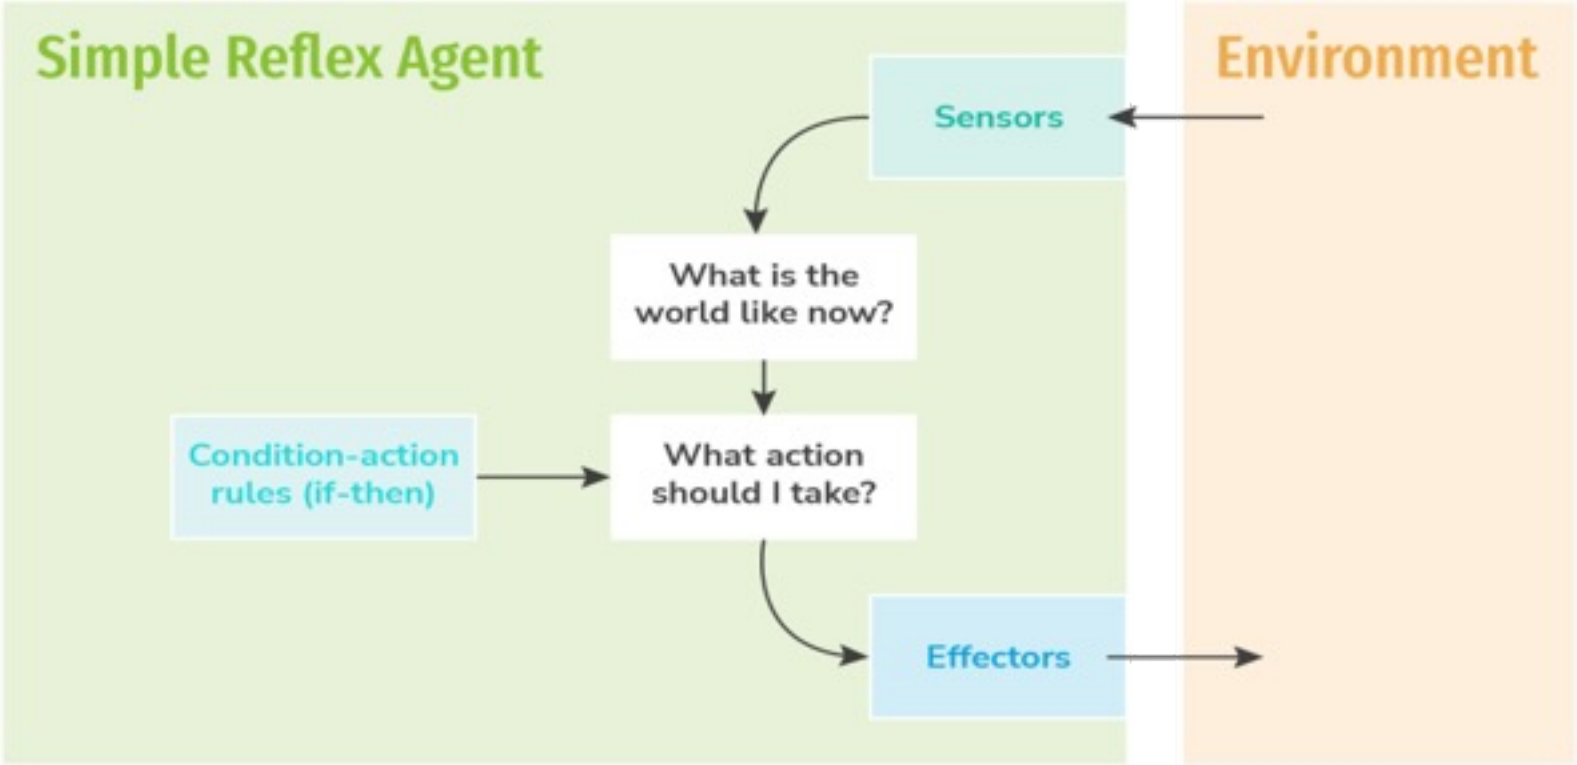 Simple Reflex Agent
Environment
Sensors
What is the
world like now?
Condition-action
rules (if-then)
What action
should I take?
Effectors